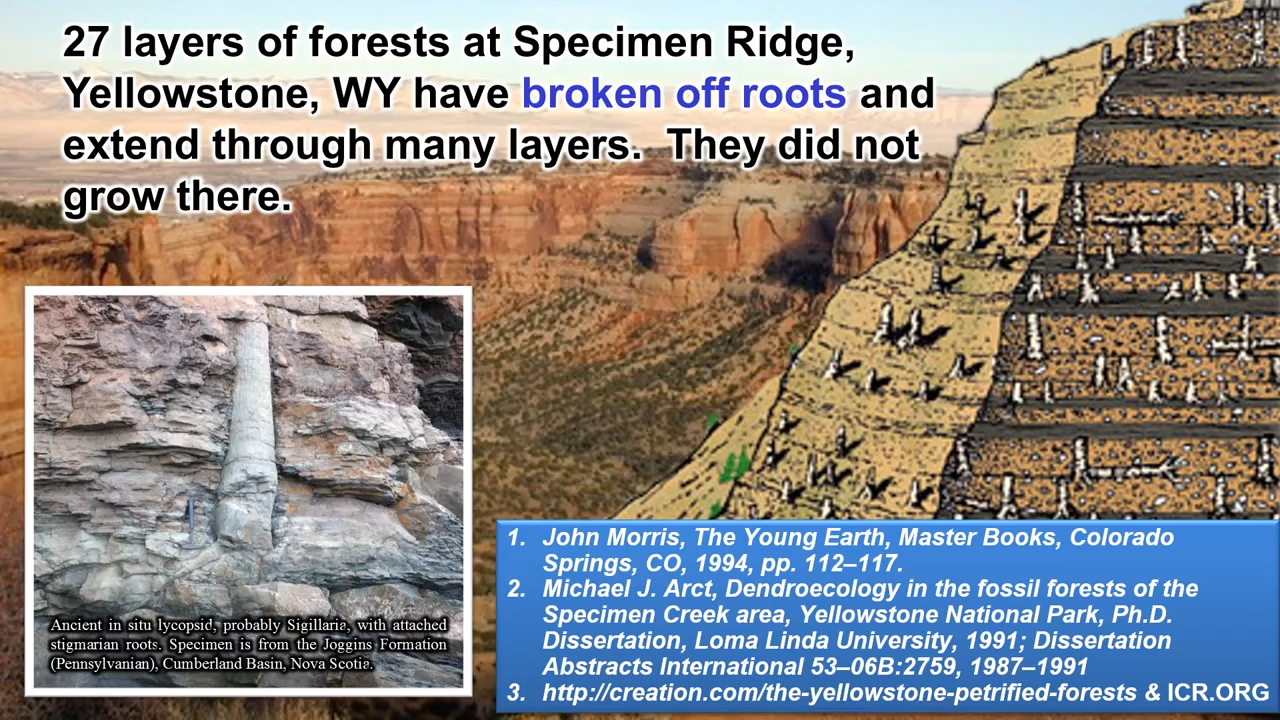 27 layers of forests at Specimen Ridge,
Yellowstone, WY have broken off roots and
extend through many layers.  They did not
grow there.
Ancient in situ lycopsid, probably Sigillaria, with attached
stigmarian roots. Specimen is from the Joggins Formation
(Pennsylvanian), Cumberland Basin, Nova Scotia.
1. John Morris, The Young Earth, Master Books, Colorado
Springs, CO, 1994, pp. 112–117.
2. Michael J. Arct, Dendroecology in the fossil forests of the
Specimen Creek area, Yellowstone National Park, Ph.D.
Dissertation, Loma Linda University, 1991; Dissertation
Abstracts International 53–06B:2759, 1987–1991
3. http://creation.com/the-yellowstone-petrified-forests & ICR.ORG